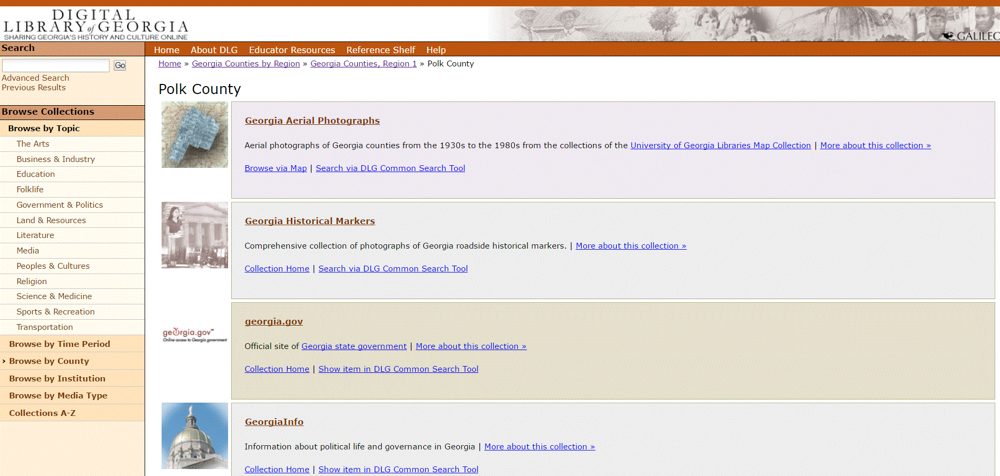 DIGITAL
LIBRARY of GEORGIA
SHARING GEORGIA'S HISTORY AND CULTURE ONLINE
GALILEO
Search
Home About DLG Educator Resources Reference Shelf Help
Go
Advanced Search
Previous Results
Browse Collections
Browse by Topic
The Arts
Business & Industry
Education
Folklife
Government & Politics
Land & Resources
Literature
Media
Peoples & Cultures
Religion
Science & Medicine
Sports & Recreation
Transportation
Browse by Time Period
› Browse by County
Browse by Institution
Browse by Media Type
Collections A-Z
Home » Georgia Counties by Region » Georgia Counties, Region 1 » Polk County
Polk County
Georgia Aerial Photographs
Aerial photographs of Georgia counties from the 1930s to the 1980s from the collections of the University of Georgia Libraries Map Collection | More about this collection »
Browse via Map | Search via DLG Common Search Tool
Georgia Historical Markers
Comprehensive collection of photographs of Georgia roadside historical markers. | More about this collection »
Collection Home | Search via DLG Common Search Tool
georgia.gov™
Online access to Georgia government
georgia.gov
Official site of Georgia state government | More about this collection »
Collection Home | Show item in DLG Common Search Tool
GeorgiaInfo
Information about political life and governance in Georgia | More about this collection »
Collection Home | Show item in DLG Common Search Tool